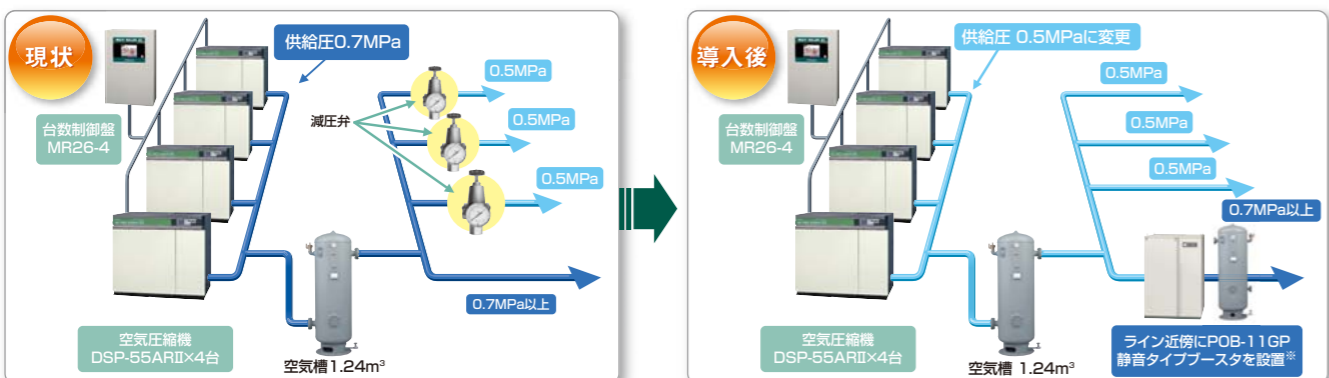 現状
供給圧0.7MPa
台数制御盤
MR26-4
減圧弁
0.5MPa
0.5MPa
0.5MPa
0.7MPa以上
空気圧縮機
DSP-55ARⅡ×4台
空気槽1.24m³
導入後
供給圧 0.5MPaに変更
台数制御盤
MR26-4
0.5MPa
0.5MPa
0.5MPa
0.7MPa以上
空気圧縮機
DSP-55ARⅡ×4台
空気槽 1.24m³
ライン近傍にPOB-11GP
静音タイプブースタを設置※